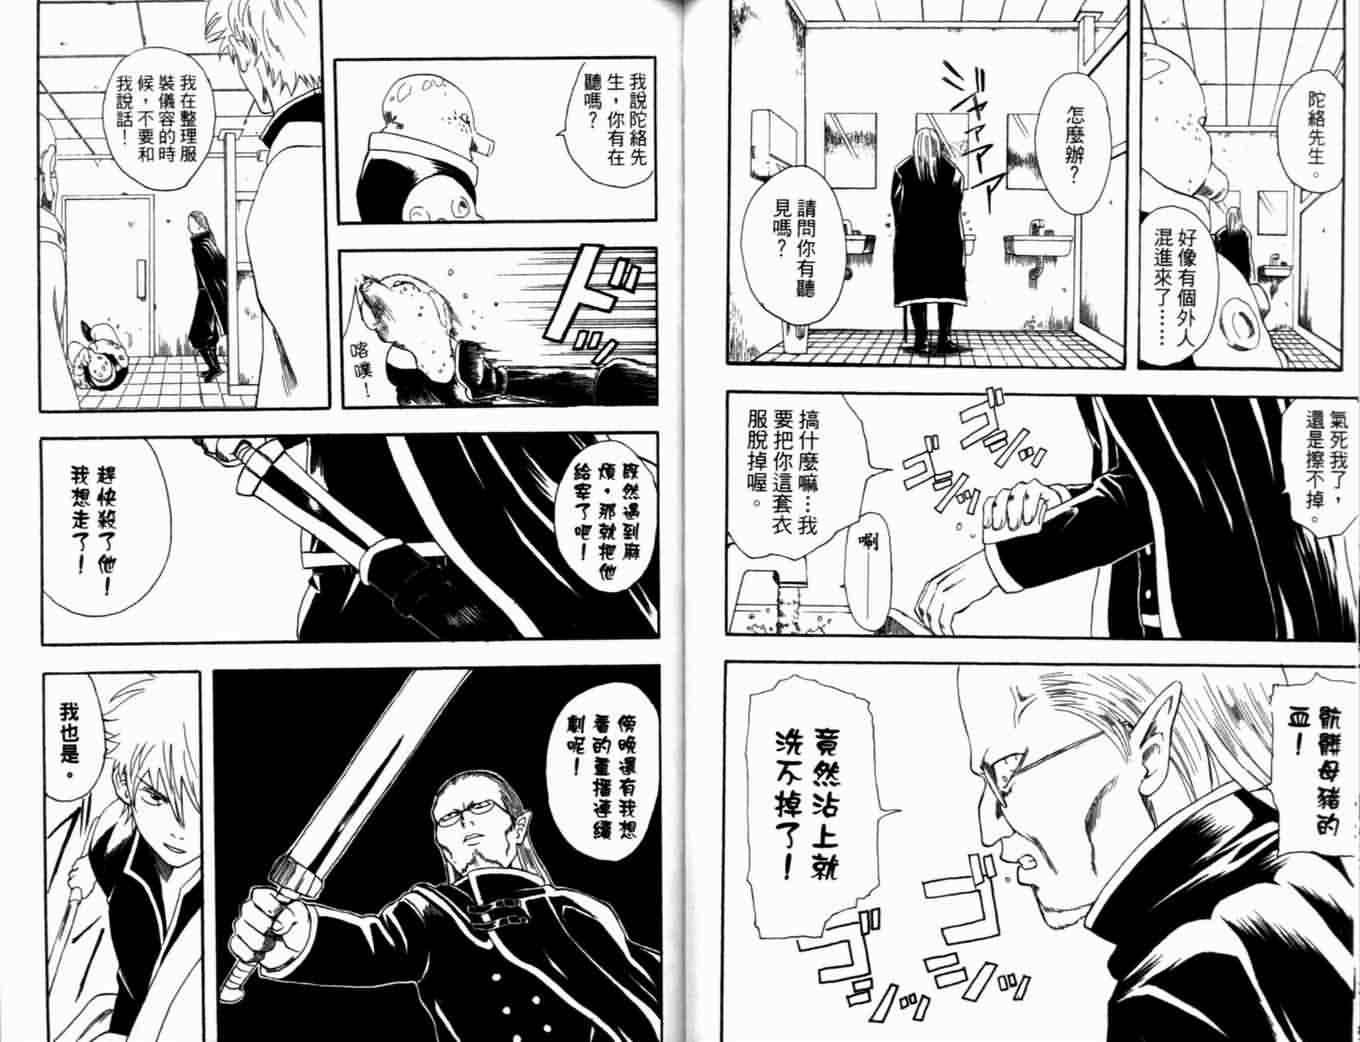 陀絡先生。
好像有個外人
混進來了……
怎麼辦？
ジャアアア
請問你有聽
見嗎？
氣死我了，
還是擦不掉。
ゴシッ
ゴシッ
搞什麼嘛…我
要把你這套衣
服脫掉喔。
唰
骯髒母豬的
血！
竟然沾上就
洗不掉了！
ゴシッ
ゴシッ
我說陀絡先
生，你有在
聽嗎？
ドッ
咯噗！
我在整理服
裝儀容的時
候，不要和
我說話！
既然遇到麻
煩，那就把他
給宰了吧！
趕快殺了他！
我想走了！
傍晚還有我想
看的重播連續
劇呢！
我也是。